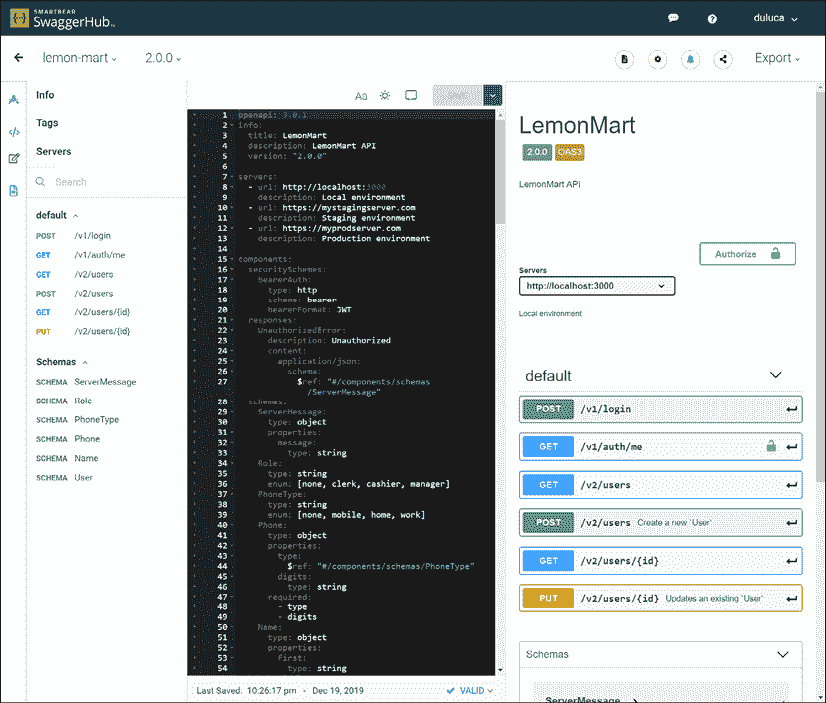 SMARTBEAR
SwaggerHub™
duluca
lemon-mart
2.0.0
Export
Info
Tags
Servers
Search
default
POST /v1/login
GET /v1/auth/me
GET /v2/users
POST /v2/users
GET /v2/users/{id}
PUT /v2/users/{id}
Schemas
SCHEMA ServerMessage
SCHEMA Role
SCHEMA PhoneType
SCHEMA Phone
SCHEMA Name
SCHEMA User
Aa
SAVE
1 openapi: 3.0.1
2 info:
3 title: LemonMart
4 description: LemonMart API
5 version: "2.0.0"
6
7 servers:
8 - url: http://localhost:3000
9 description: Local environment
10 - url: https://mystagingserver.com
11 description: Staging environment
12 - url: https://myprodserver.com
13 description: Production environment
14
15 components:
16 securitySchemes:
17 bearerAuth:
18 type: http
19 scheme: bearer
20 bearerFormat: JWT
21 responses:
22 UnauthorizedError:
23 description: Unauthorized
24 content:
25 application/json:
26 schema:
27 $ref: "#/components/schemas
/ServerMessage"
28 schemas:
29 ServerMessage:
30 type: object
31 properties:
32 message:
33 type: string
34 Role:
35 type: string
36 enum: [none, clerk, cashier, manager]
37 PhoneType:
38 type: string
39 enum: [none, mobile, home, work]
40 Phone:
41 type: object
42 properties:
43 type:
44 $ref: "#/components/schemas/PhoneType"
45 digits:
46 type: string
47 required:
48 - type
49 - digits
50 Name:
51 type: object
52 properties:
53 first:
54 type: string
Last Saved: 10:26:17 pm - Dec 19, 2019
VALID
LemonMart
2.0.0 OAS3
LemonMart API
Authorize
Servers
http://localhost:3000
Local environment
default
POST /v1/login
GET /v1/auth/me
GET /v2/users
POST /v2/users Create a new `User`
GET /v2/users/{id}
PUT /v2/users/{id} Updates an existing `User`
Schemas
ServerMessage